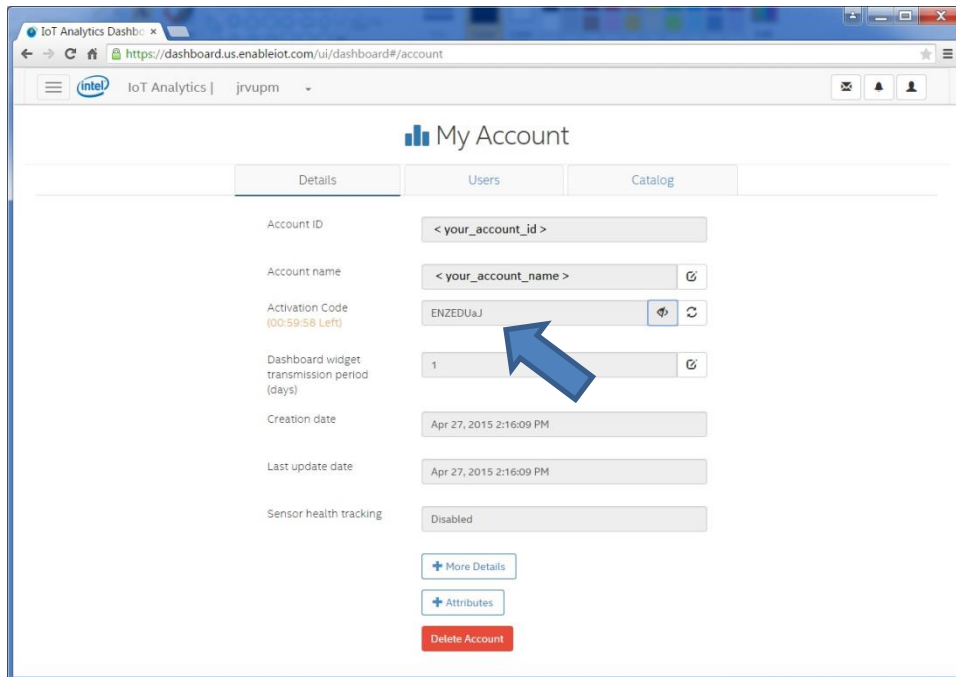 IoT Analytics Dashbo ×
https://dashboard.us.enableiot.com/ui/dashboard#/account
intel IoT Analytics | jrvupm
My Account
Details Users Catalog
Account ID < your_account_id >
Account name < your_account_name >
Activation Code ENZEDUaJ
(00:59:58 Left)
Dashboard widget
transmission period 1
(days)
Creation date Apr 27, 2015 2:16:09 PM
Last update date Apr 27, 2015 2:16:09 PM
Sensor health tracking Disabled
+ More Details
+ Attributes
Delete Account